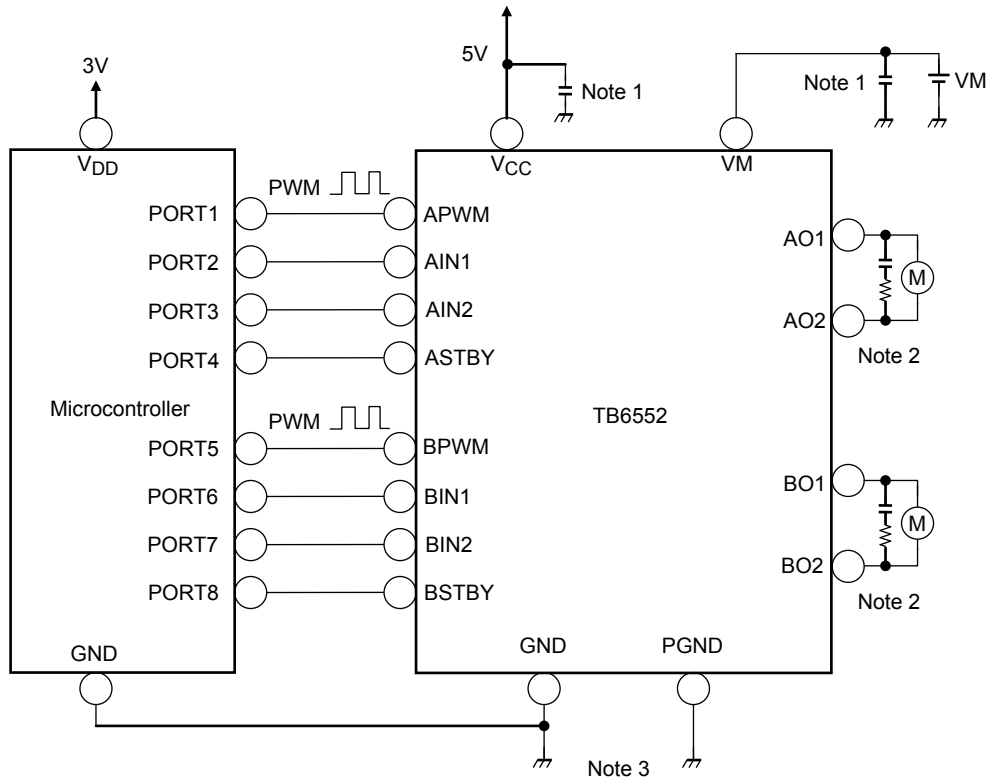 5V
3V
Note 1
Note 1
VM
VDD
VCC
VM
PWM
PORT1
APWM
AO1
PORT2
AIN1
M
PORT3
AIN2
AO2
PORT4
ASTBY
Note 2
Microcontroller
PWM
TB6552
PORT5
BPWM
BO1
PORT6
BIN1
M
PORT7
BIN2
BO2
PORT8
BSTBY
Note 2
GND
GND
PGND
Note 3